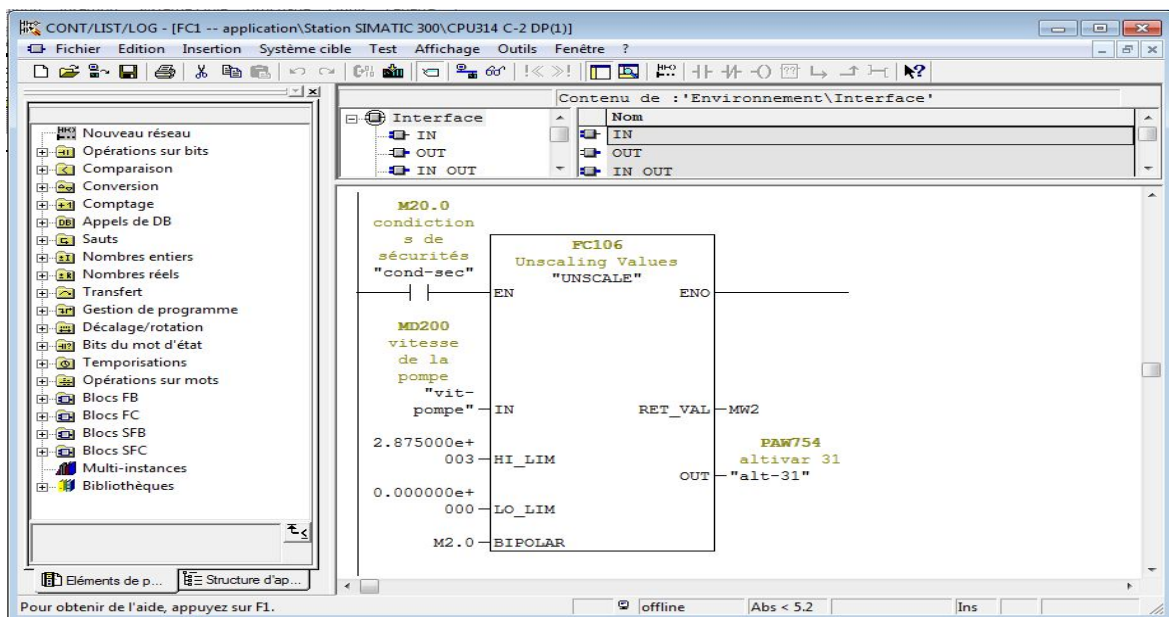 CONT/LIST/LOG - [FC1 -- application\Station SIMATIC 300\CPU314 C-2 DP(1)]
Fichier Edition Insertion Système cible Test Affichage Outils Fenêtre ?
Contenu de :'Environnement\Interface'
Interface
IN
OUT
IN OUT
Nom
IN
OUT
IN OUT
Nouveau réseau
Opérations sur bits
Comparaison
Conversion
Comptage
Appels de DB
Sauts
Nombres entiers
Nombres réels
Transfert
Gestion de programme
Décalage/rotation
Bits du mot d'état
Temporisations
Opérations sur mots
Blocs FB
Blocs FC
Blocs SFB
Blocs SFC
Multi-instances
Bibliothèques
Eléments de p...
Structure d'ap...
M20.0
condiction
s de
sécurités
"cond-sec"
FC106
Unscaling Values
"UNSCALE"
EN
ENO
MD200
vitesse
de la
pompe
"vit-
pompe"
IN
RET_VAL
MW2
2.875000e+
003
HI_LIM
PAW754
altivar 31
OUT
"alt-31"
0.000000e+
000
LO_LIM
M2.0
BIPOLAR
Pour obtenir de l'aide, appuyez sur F1.
offline
Abs < 5.2
Ins